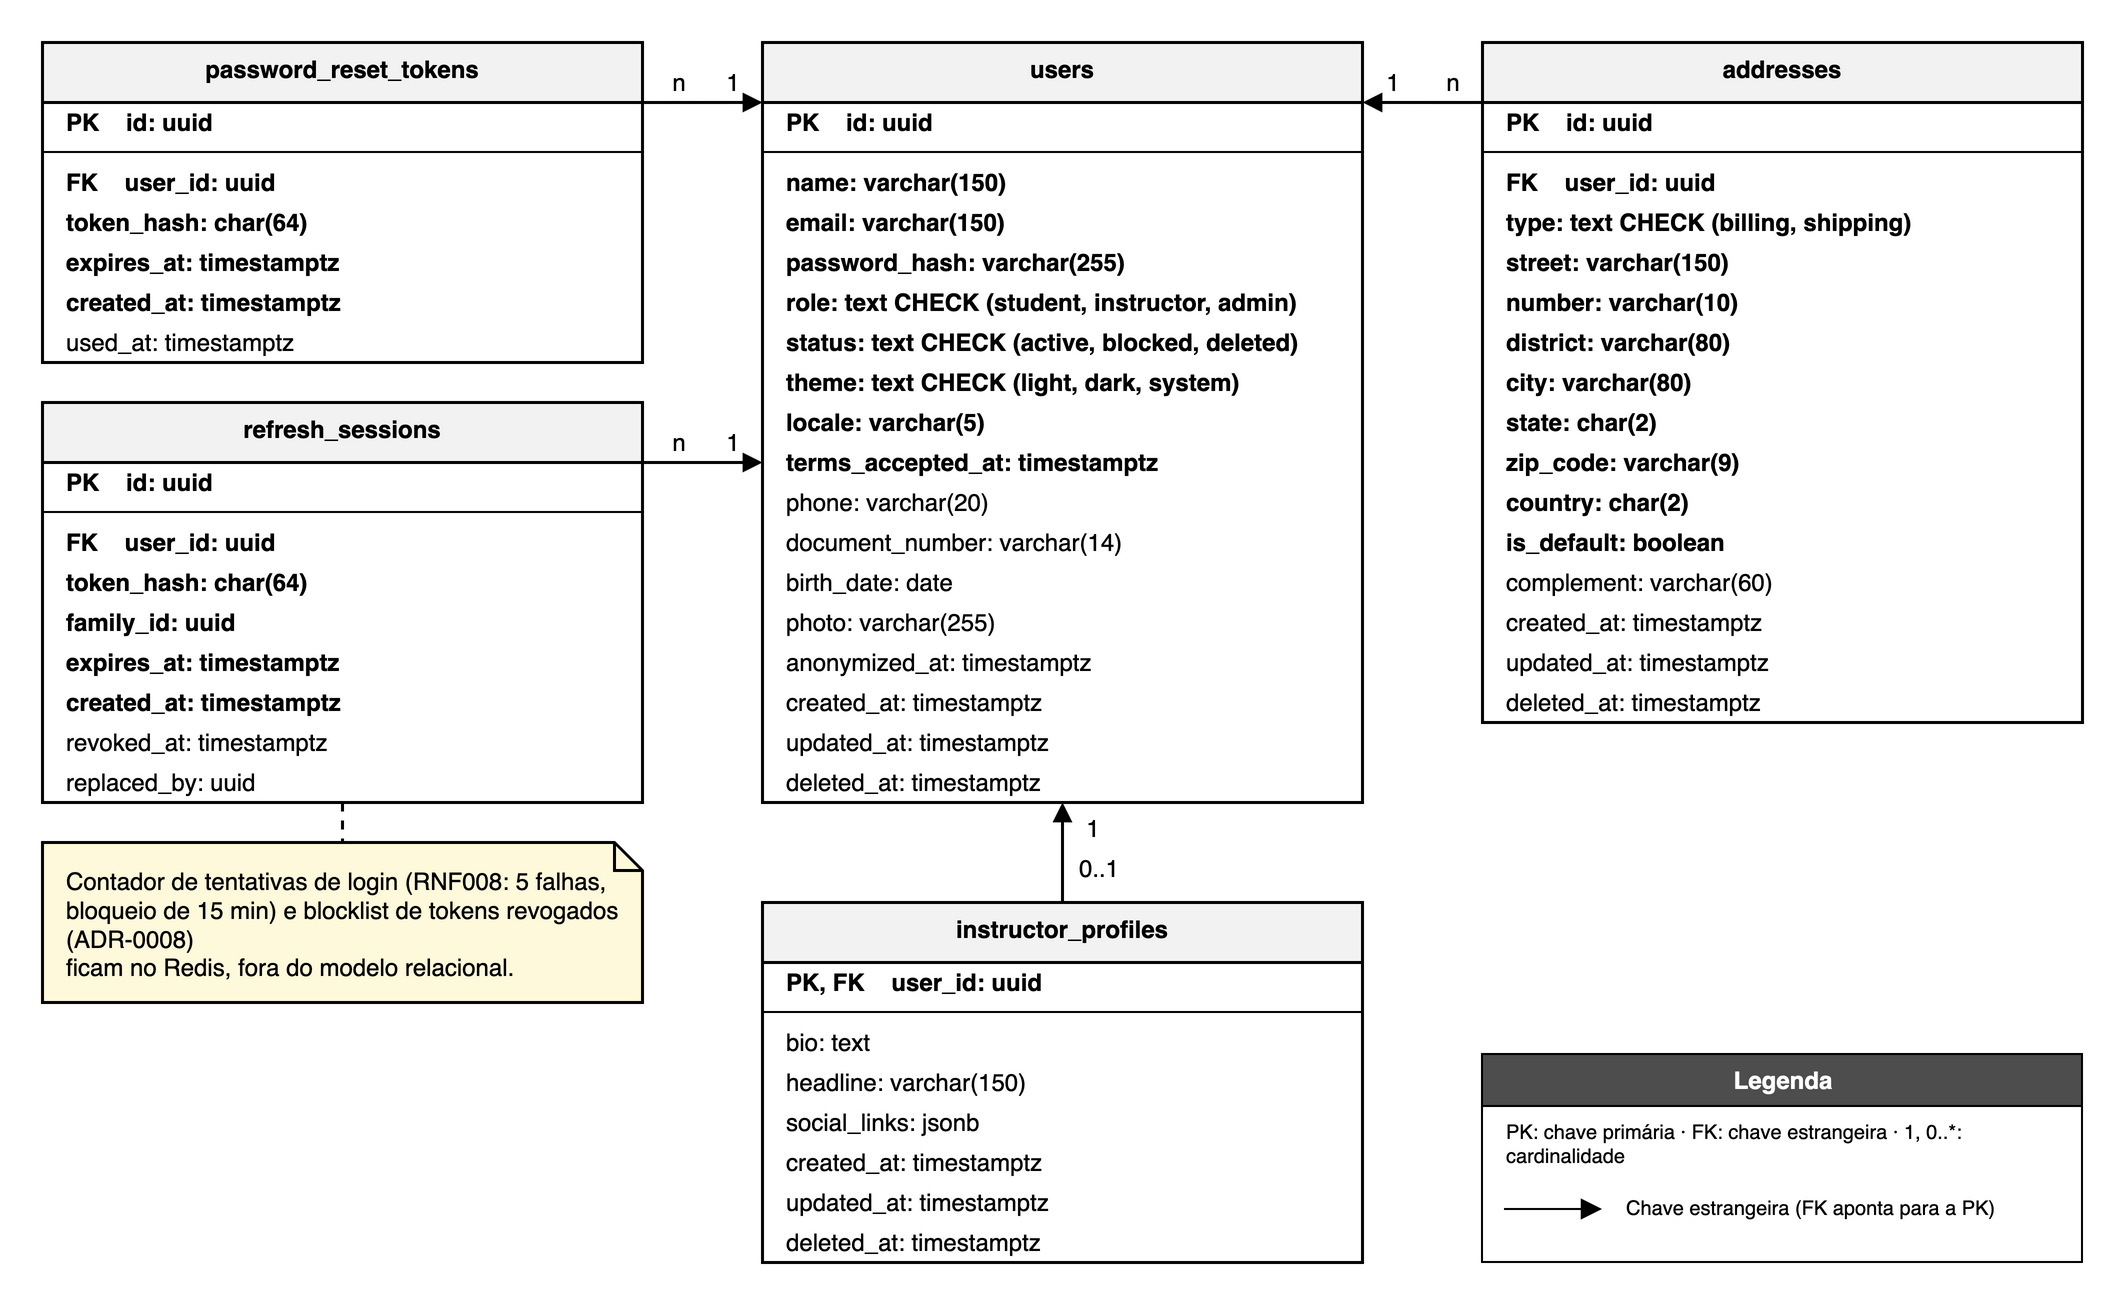 password_reset_tokens
PK id: uuid
FK user_id: uuid
token_hash: char(64)
expires_at: timestamptz
created_at: timestamptz
used_at: timestamptz
n 1
refresh_sessions
PK id: uuid
FK user_id: uuid
token_hash: char(64)
family_id: uuid
expires_at: timestamptz
created_at: timestamptz
revoked_at: timestamptz
replaced_by: uuid
n 1
Contador de tentativas de login (RNF008: 5 falhas,
bloqueio de 15 min) e blocklist de tokens revogados
(ADR-0008)
ficam no Redis, fora do modelo relacional.
users
PK id: uuid
name: varchar(150)
email: varchar(150)
password_hash: varchar(255)
role: text CHECK (student, instructor, admin)
status: text CHECK (active, blocked, deleted)
theme: text CHECK (light, dark, system)
locale: varchar(5)
terms_accepted_at: timestamptz
phone: varchar(20)
document_number: varchar(14)
birth_date: date
photo: varchar(255)
anonymized_at: timestamptz
created_at: timestamptz
updated_at: timestamptz
deleted_at: timestamptz
1
0..1
instructor_profiles
PK, FK user_id: uuid
bio: text
headline: varchar(150)
social_links: jsonb
created_at: timestamptz
updated_at: timestamptz
deleted_at: timestamptz
1 n
addresses
PK id: uuid
FK user_id: uuid
type: text CHECK (billing, shipping)
street: varchar(150)
number: varchar(10)
district: varchar(80)
city: varchar(80)
state: char(2)
zip_code: varchar(9)
country: char(2)
is_default: boolean
complement: varchar(60)
created_at: timestamptz
updated_at: timestamptz
deleted_at: timestamptz
Legenda
PK: chave primária · FK: chave estrangeira · 1, 0..*:
cardinalidade
Chave estrangeira (FK aponta para a PK)